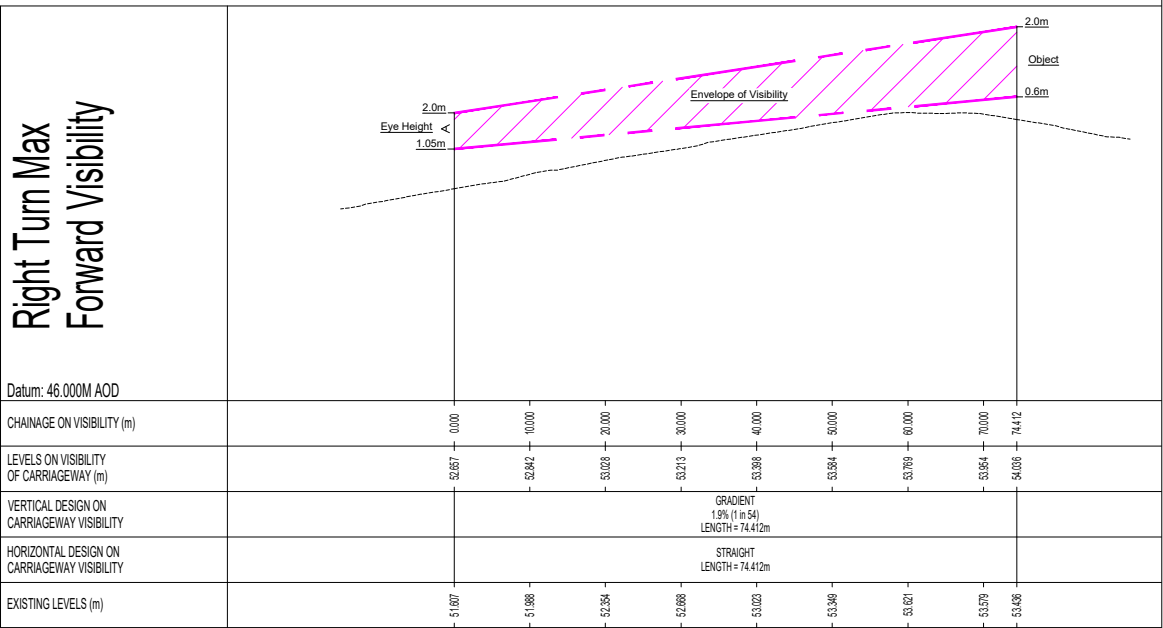 Right Turn Max
Forward Visibility
2.0m
Eye Height
1.05m
Envelope of Visibility
2.0m
Object
0.6m
Datum: 46.000M AOD
CHAINAGE ON VISIBILITY (m)
0.000 10.000 20.000 30.000 40.000 50.000 60.000 70.000 74.412
LEVELS ON VISIBILITY
OF CARRIAGEWAY (m)
52.657 52.842 53.028 53.213 53.398 53.584 53.769 53.954 54.036
VERTICAL DESIGN ON
CARRIAGEWAY VISIBILITY
GRADIENT
1.9% (1 in 54)
LENGTH = 74.412m
HORIZONTAL DESIGN ON
CARRIAGEWAY VISIBILITY
STRAIGHT
LENGTH = 74.412m
EXISTING LEVELS (m)
51.607 51.988 52.354 52.668 53.023 53.349 53.621 53.579 53.436